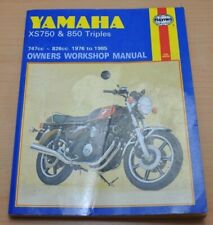 YAMAHA
XS750 & 850 Triples
Haynes
747cc ~ 826cc 1976 to 1985
OWNERS WORKSHOP MANUAL